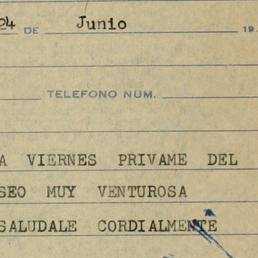 24 DE Junio 19
TELEFONO NUM.
A VIERNES PRIVAME DEL
SEO MUY VENTUROSA
SALUDALE CORDIALMENTE